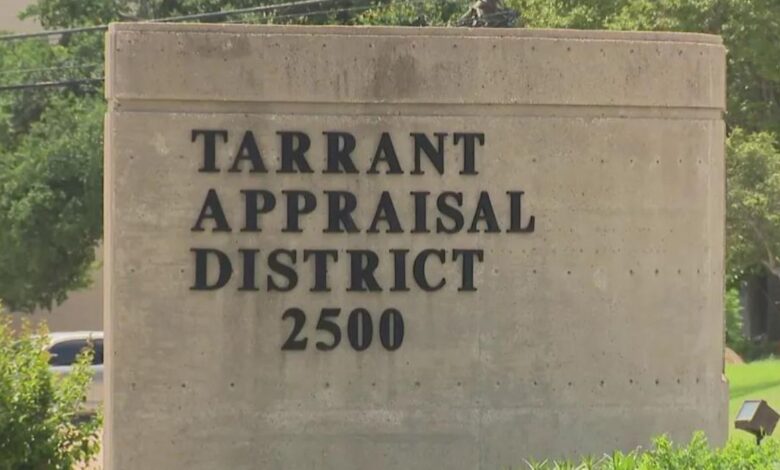 TARRANT
APPRAISAL
DISTRICT
2500